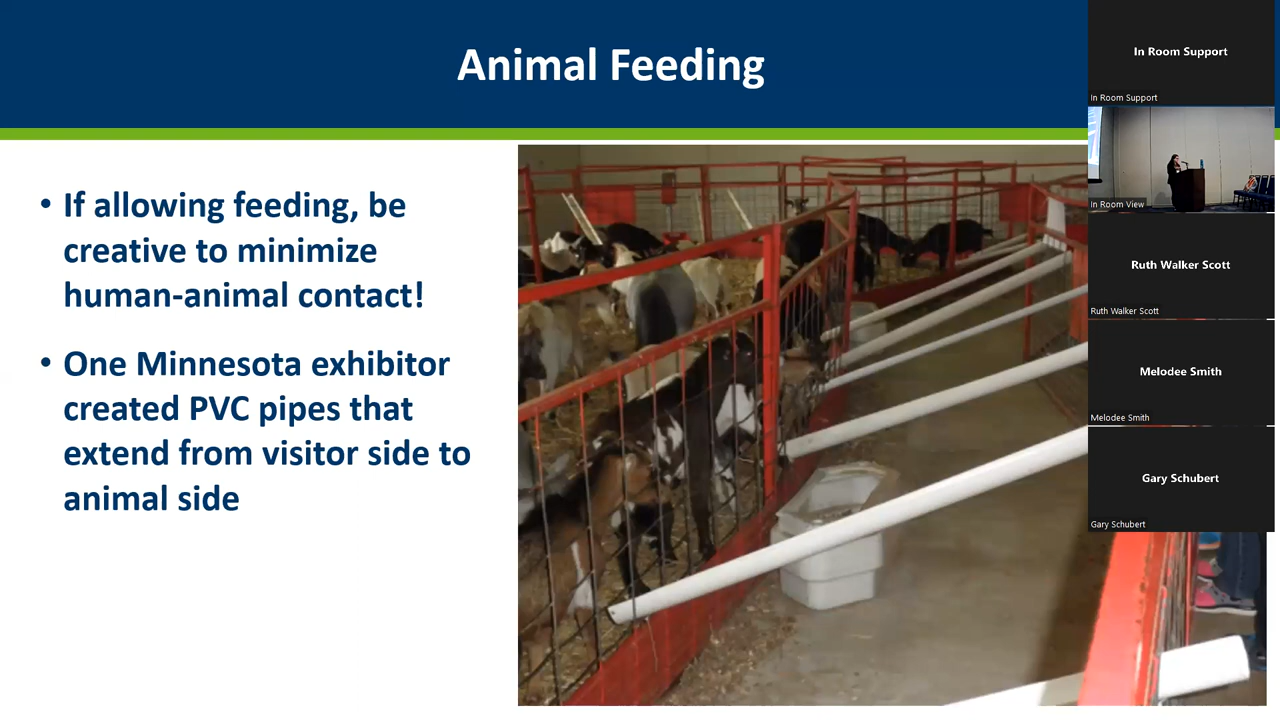 Animal Feeding
• If allowing feeding, be
creative to minimize
human-animal contact!
• One Minnesota exhibitor
created PVC pipes that
extend from visitor side to
animal side
In Room Support
In Room Support
In Room View
Ruth Walker Scott
Ruth Walker Scott
Melodee Smith
Melodee Smith
Gary Schubert
Gary Schubert